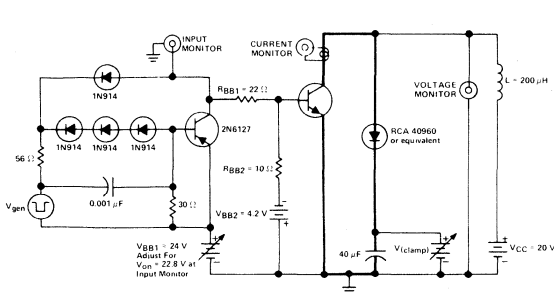 INPUT
MONITOR
CURRENT
MONITOR
1N914
RBB1 = 22 Ω
VOLTAGE
MONITOR
L - 200 μH
2N6127
1N914
1N914
1N914
RCA 40960
or equivalent
56 Ω
RBB2 = 10 Ω
0.001 μF
30 Ω
Vgen
VBB2 = 4.2 V
VBB1 = 24 V
Adjust For
Von = 22.8 V at
Input Monitor
40 μF
V(clamp)
VCC = 20 V